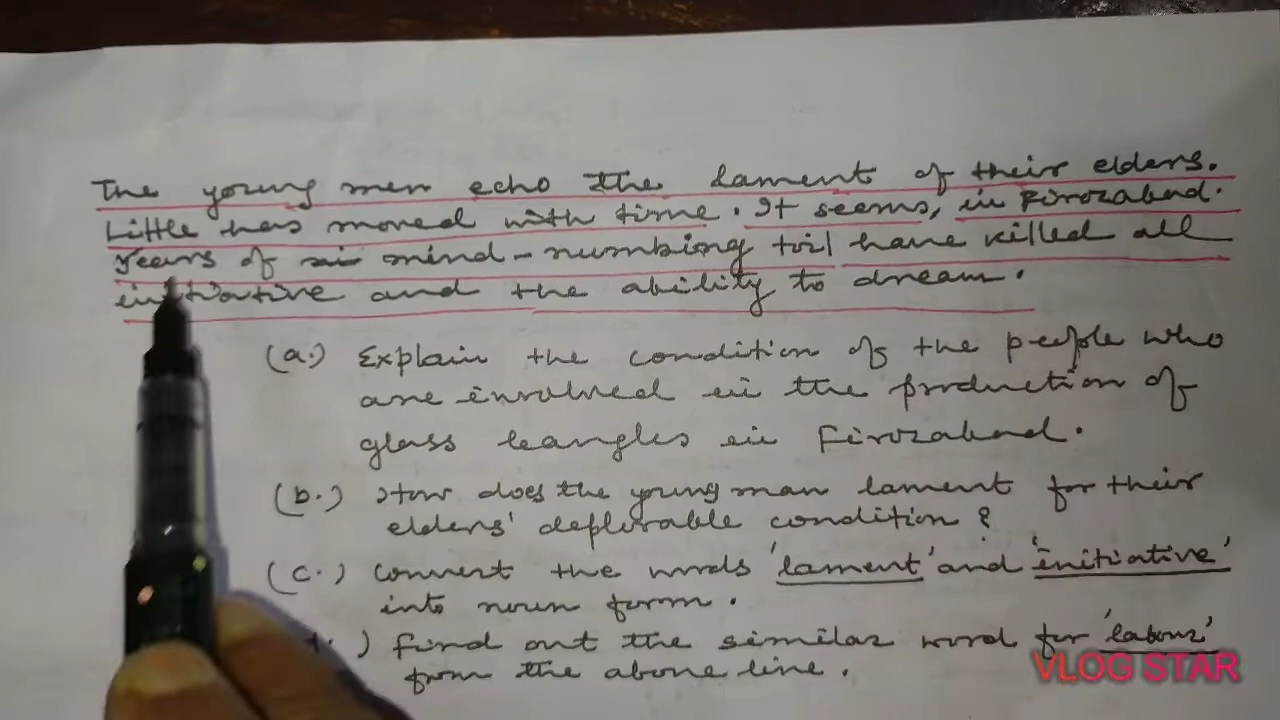 The young men echo the lament of their elders.
Little has moved with time. It seems, in Firozabad.
Years of mind-numbing toil have killed all
initiative and the ability to dream.
(a.) Explain the condition of the people who
are involved in the production of
glass bangles in Firozabad.
(b.) How does the young man lament for their
elders' deplorable condition ?
(c.) Convert the words 'lament' and 'initiative'
into noun form.
) Find out the similar word for 'labour'
from the above line.
VLOG STAR